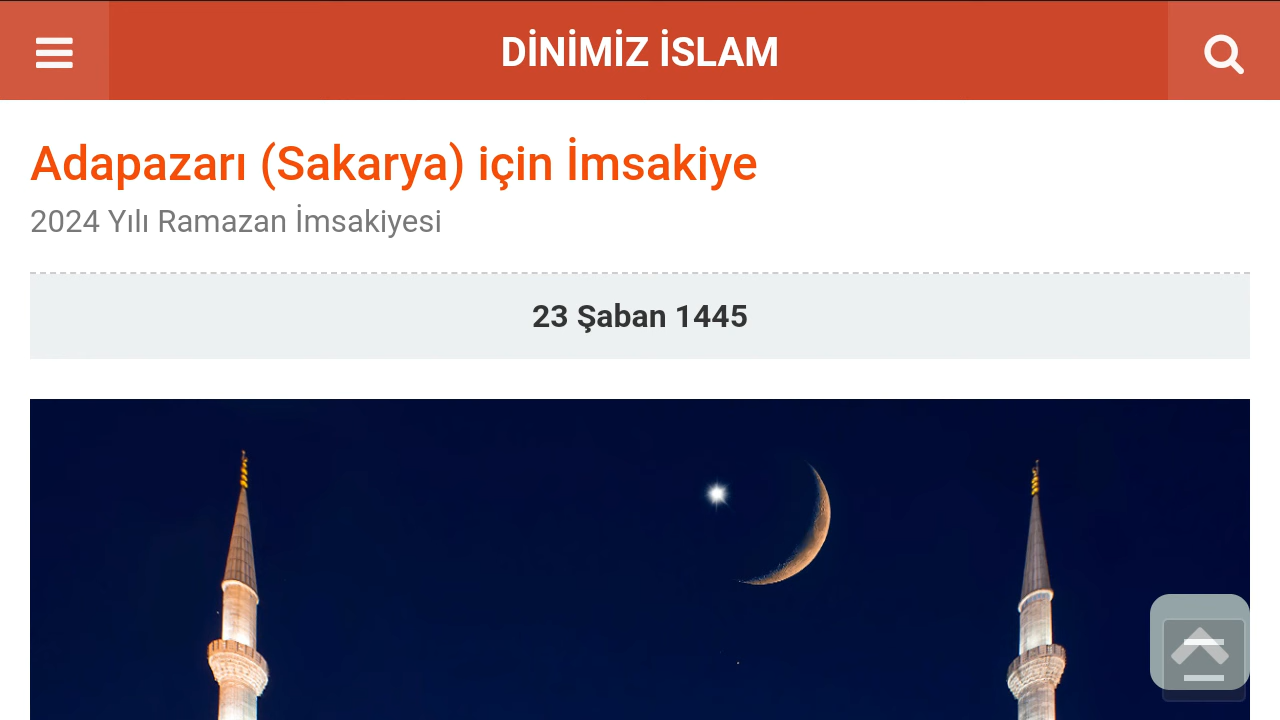 DİNİMİZ İSLAM
Adapazarı (Sakarya) için İmsakiye
2024 Yılı Ramazan İmsakiyesi
23 Şaban 1445